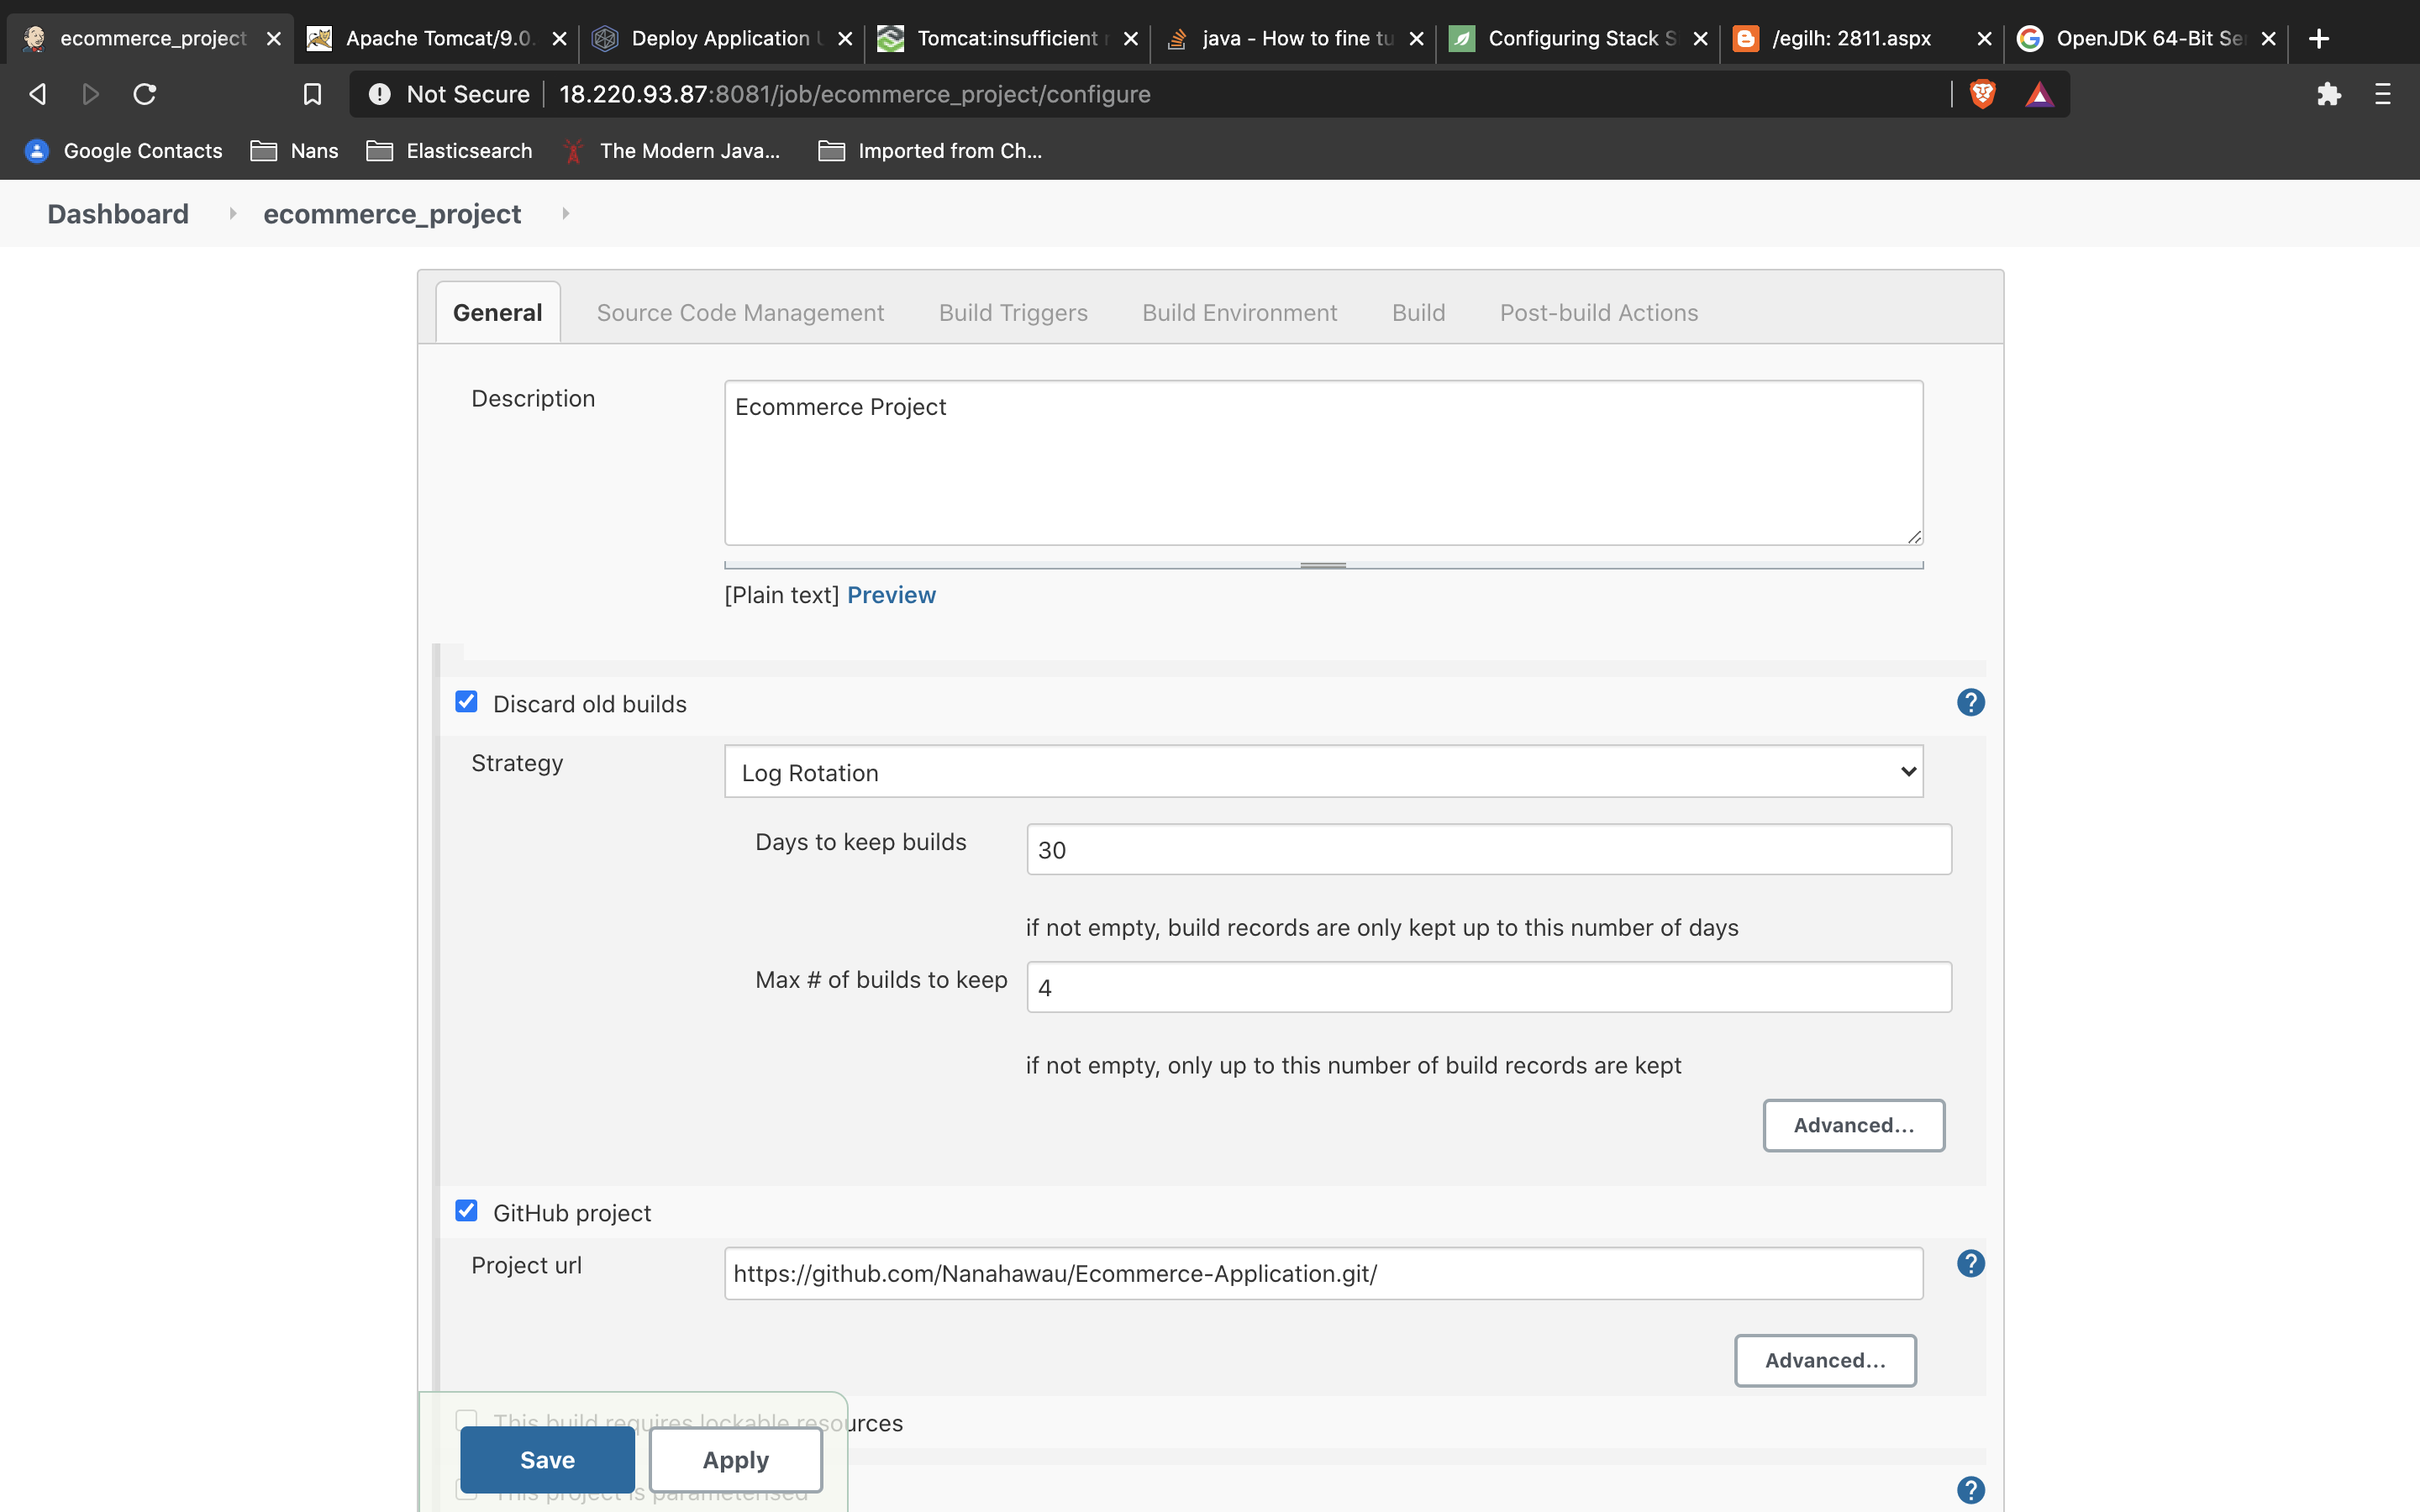 ecommerce_project
Apache Tomcat/9.0.
Deploy Application
Tomcat:insufficient
java - How to fine tu
Configuring Stack S
/egilh: 2811.aspx
OpenJDK 64-Bit Se
Not Secure
18.220.93.87:8081/job/ecommerce_project/configure
Google Contacts
Nans
Elasticsearch
The Modern Java...
Imported from Ch...
Dashboard
ecommerce_project
General
Source Code Management
Build Triggers
Build Environment
Build
Post-build Actions
Description
Ecommerce Project
[Plain text] Preview
Discard old builds
?
Strategy
Log Rotation
Days to keep builds
30
if not empty, build records are only kept up to this number of days
Max # of builds to keep
4
if not empty, only up to this number of build records are kept
Advanced...
GitHub project
Project url
https://github.com/Nanahawau/Ecommerce-Application.git/
?
Advanced...
This build requires lockable resources
Save
Apply
This project is parameterised
?